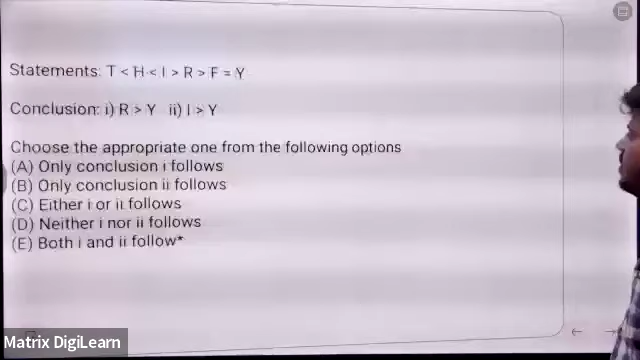 Statements: T < H < I > R > F = Y
Conclusion: i) R > Y ii) I > Y
Choose the appropriate one from the following options
(A) Only conclusion i follows
(B) Only conclusion ii follows
(C) Either i or ii follows
(D) Neither i nor ii follows
(E) Both i and ii follow*
Matrix DigiLearn